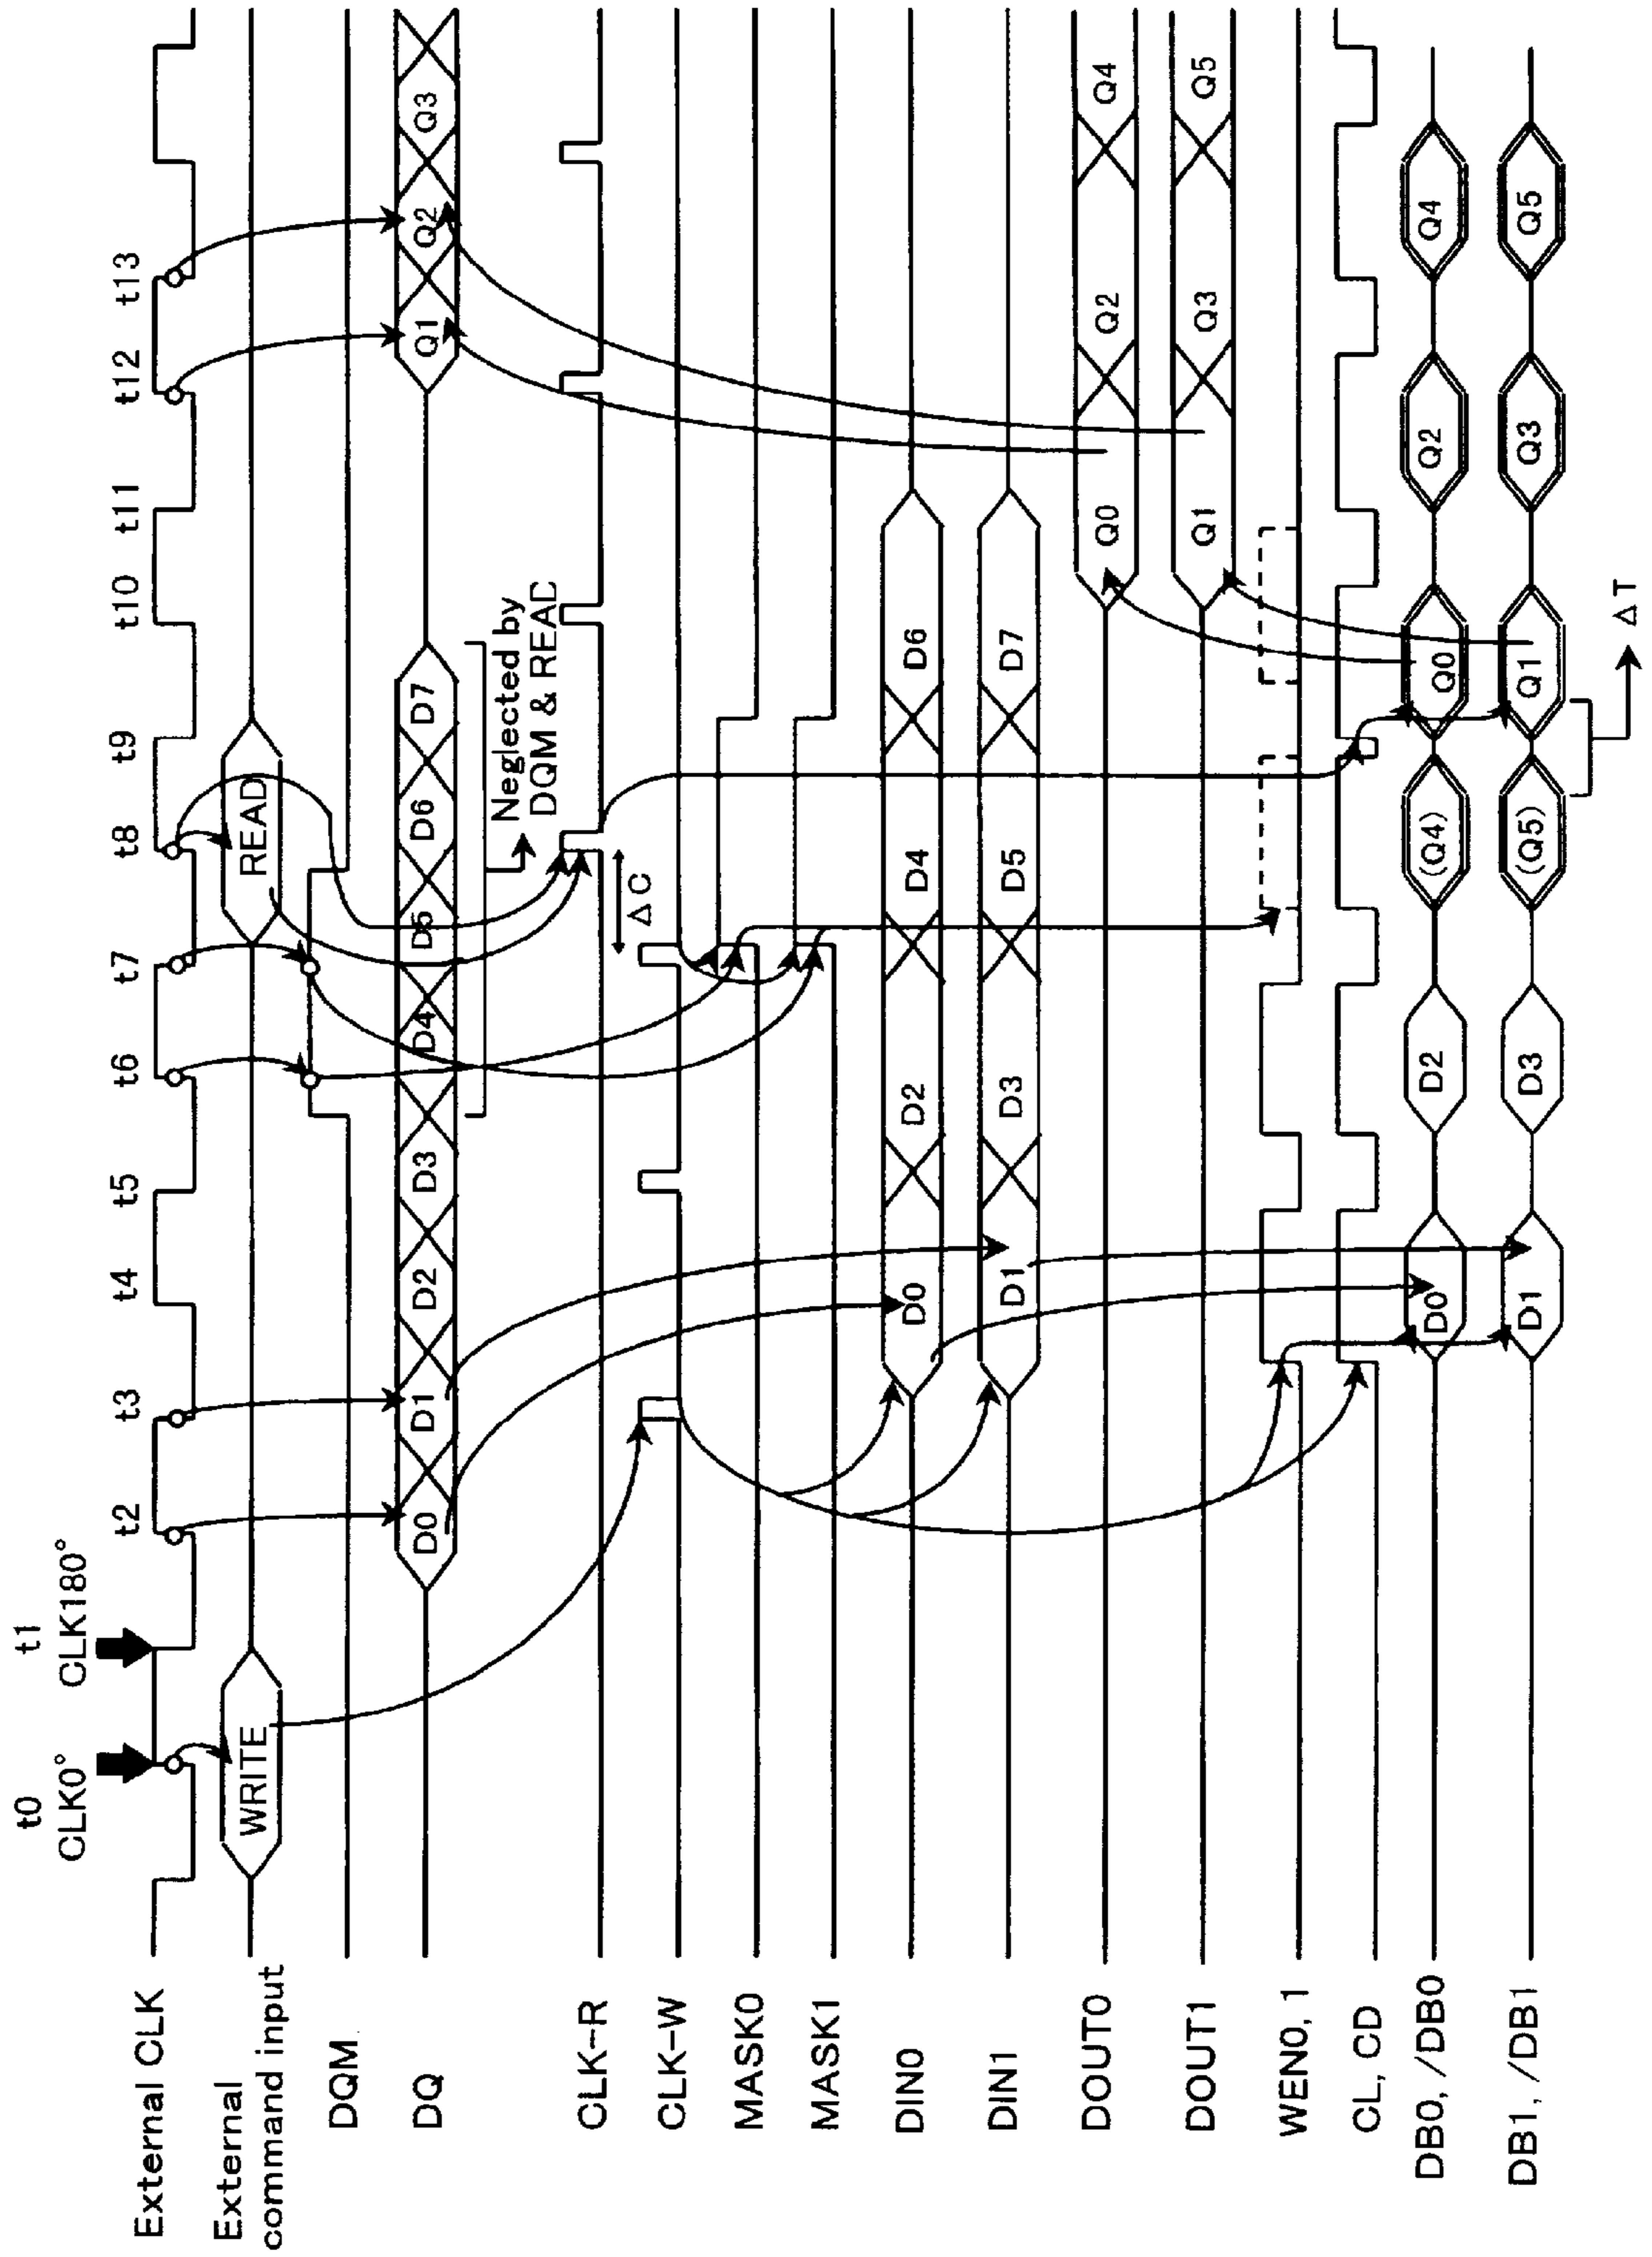 t0
t1
CLK0°
CLK180°
t2
t3
t4
t5
t6
t7
t8
t9
t10
t11
t12
t13
External CLK
External
command input
WRITE
READ
DQM
DQ
D0
D1
D2
D3
D4
D5
D6
D7
Q1
Q2
Q3
Neglected by
DQM & READ
CLK-R
ΔC
CLK-W
MASK0
MASK1
DIN0
D0
D2
D4
D6
DIN1
D1
D3
D5
D7
DOUT0
Q0
Q2
Q4
DOUT1
Q1
Q3
Q5
WEN0, 1
CL, CD
DB0, /DB0
D0
D2
(Q4)
Q0
Q2
Q4
DB1, /DB1
D1
D3
(Q5)
Q1
Q3
Q5
ΔT